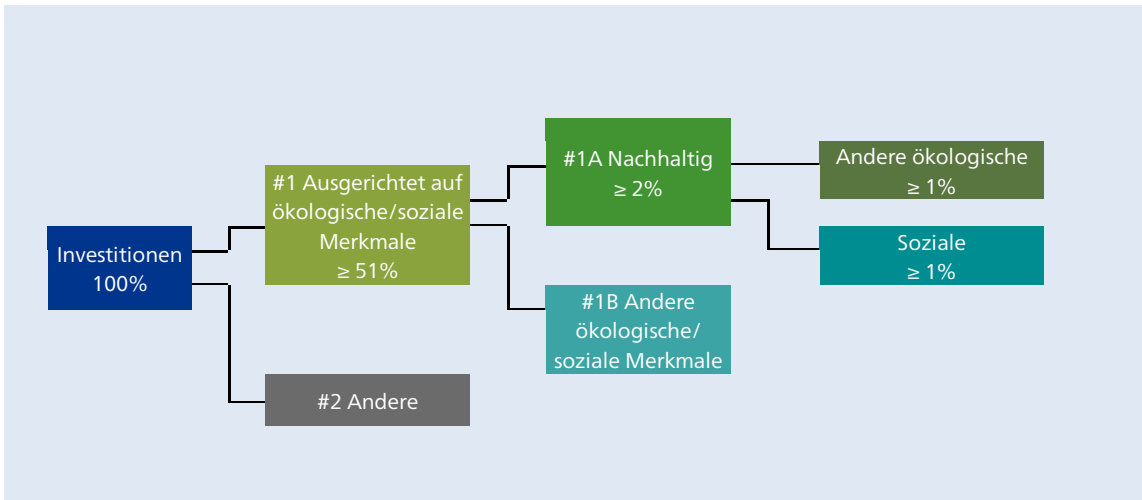 Investitionen
100%
#1 Ausgerichtet auf
ökologische/soziale
Merkmale
≥ 51%
#2 Andere
#1A Nachhaltig
≥ 2%
#1B Andere
ökologische/
soziale Merkmale
Andere ökologische
≥ 1%
Soziale
≥ 1%